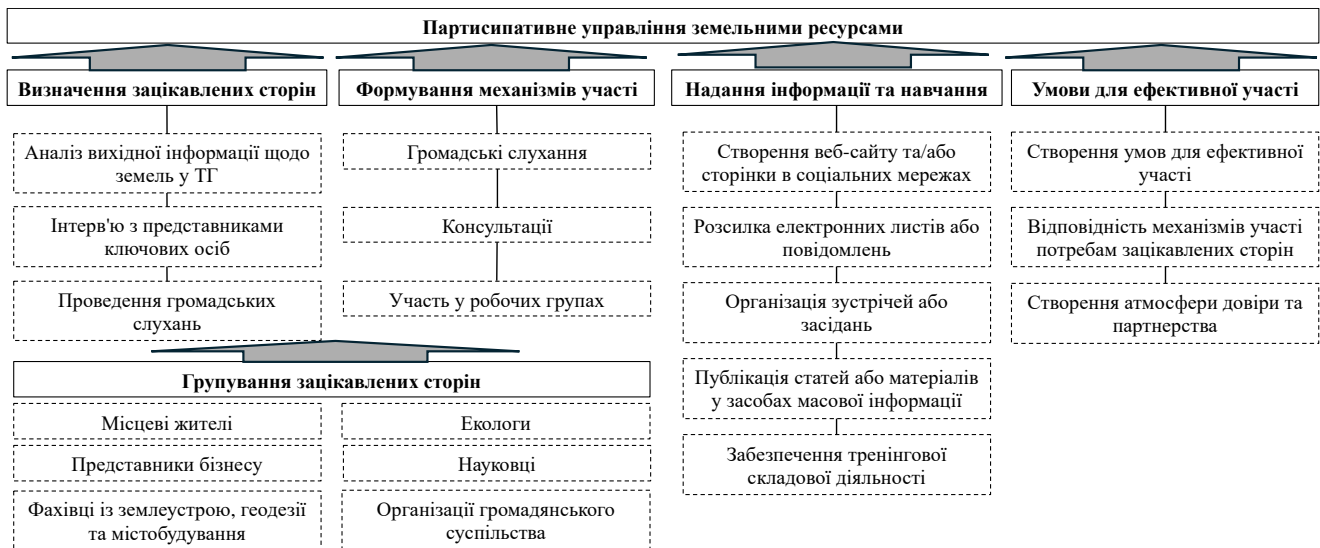 Партисипативне управління земельними ресурсами
Визначення зацікавлених сторін
Аналіз вихідної інформації щодо
земель у ТГ
Інтерв'ю з представниками
ключових осіб
Проведення громадських
слухань
Формування механізмів участі
Громадські слухання
Консультації
Участь у робочих групах
Групування зацікавлених сторін
Місцеві жителі
Екологи
Представники бізнесу
Науковці
Фахівці із землеустрою, геодезії
та містобудування
Організації громадянського
суспільства
Надання інформації та навчання
Створення веб-сайту та/або
сторінки в соціальних мережах
Розсилка електронних листів або
повідомлень
Організація зустрічей або
засідань
Публікація статей або матеріалів
у засобах масової інформації
Забезпечення тренінгової
складової діяльності
Умови для ефективної участі
Створення умов для ефективної
участі
Відповідність механізмів участі
потребам зацікавлених сторін
Створення атмосфери довіри та
партнерства